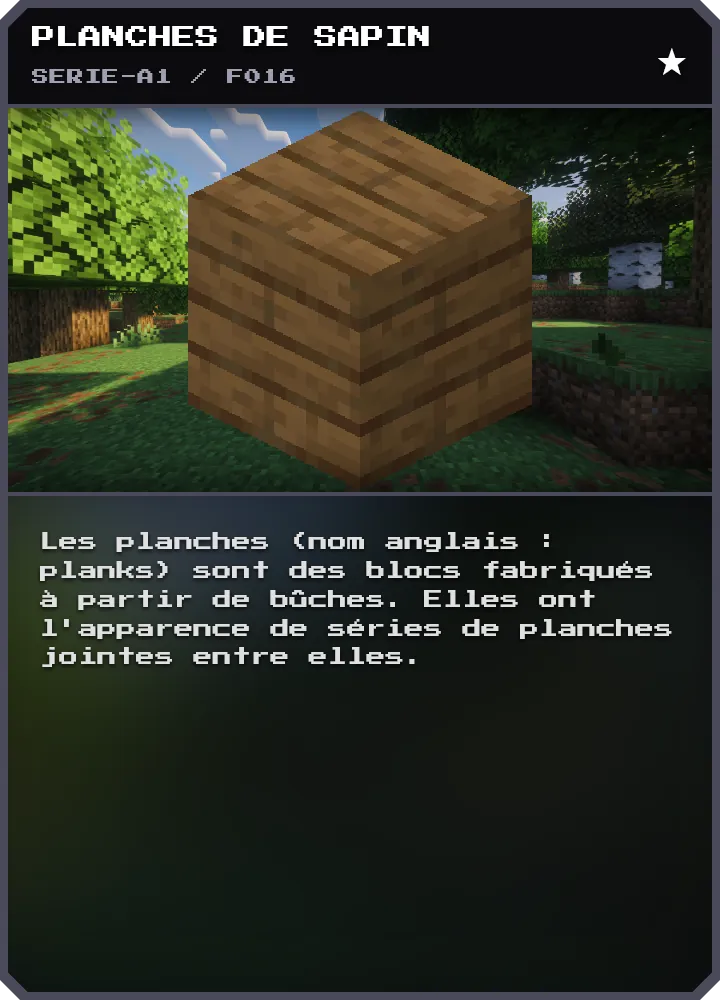 PLANCHES DE SAPIN
SERIE-A1 / F016
Les planches (nom anglais :
planks) sont des blocs fabriqués
à partir de bûches. Elles ont
l'apparence de séries de planches
jointes entre elles.